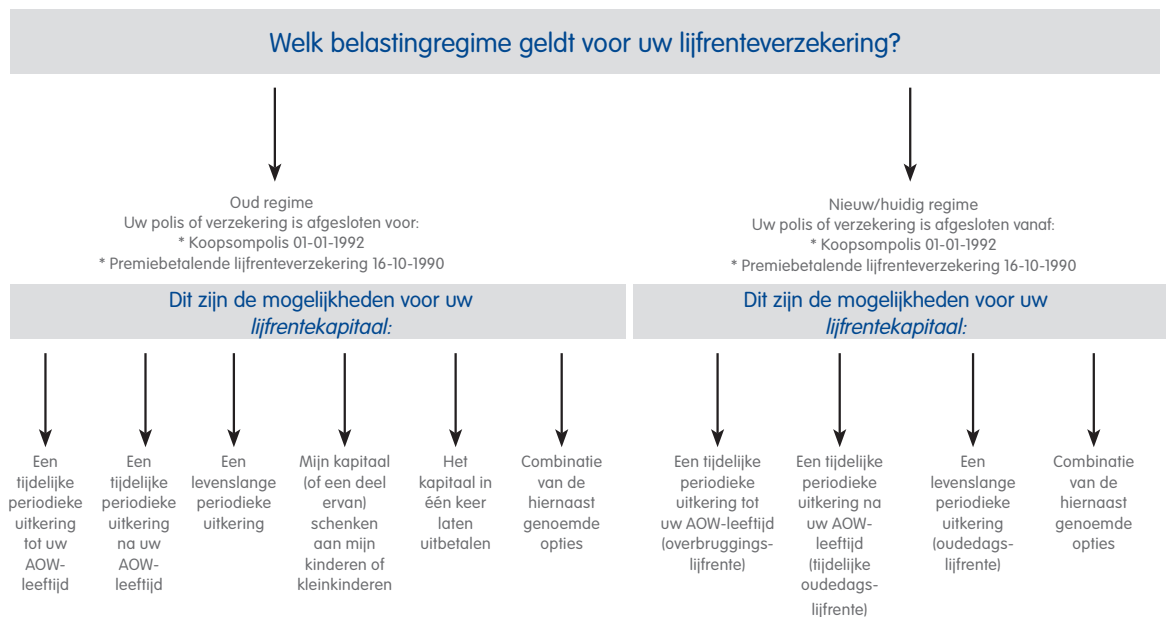 Welk belastingregime geldt voor uw lijfrenteverzekering?
Oud regime
Uw polis of verzekering is afgesloten voor:
* Koopsompolis 01-01-1992
* Premiebetalende lijfrenteverzekering 16-10-1990
Nieuw/huidig regime
Uw polis of verzekering is afgesloten vanaf:
* Koopsompolis 01-01-1992
* Premiebetalende lijfrenteverzekering 16-10-1990
Dit zijn de mogelijkheden voor uw
lijfrentekapitaal:
Een
tijdelijke
periodieke
uitkering
tot uw
AOW-
leeftijd
Een
tijdelijke
periodieke
uitkering
na uw
AOW-
leeftijd
Een
levenslange
periodieke
uitkering
Mijn kapitaal
(of een deel
ervan)
schenken
aan mijn
kinderen of
kleinkinderen
Het
kapitaal in
één keer
laten
uitbetalen
Combinatie
van de
hiernaast
genoemde
opties
Dit zijn de mogelijkheden voor uw
lijfrentekapitaal:
Een tijdelijke
periodieke
uitkering tot
uw AOW-leeftijd
(overbruggings-
lijfrente)
Een tijdelijke
periodieke
uitkering na
uw AOW-
leeftijd
(tijdelijke
oudedags-
lijfrente)
Een
levenslange
periodieke
uitkering
(oudedags-
lijfrente)
Combinatie
van de
hiernaast
genoemde
opties